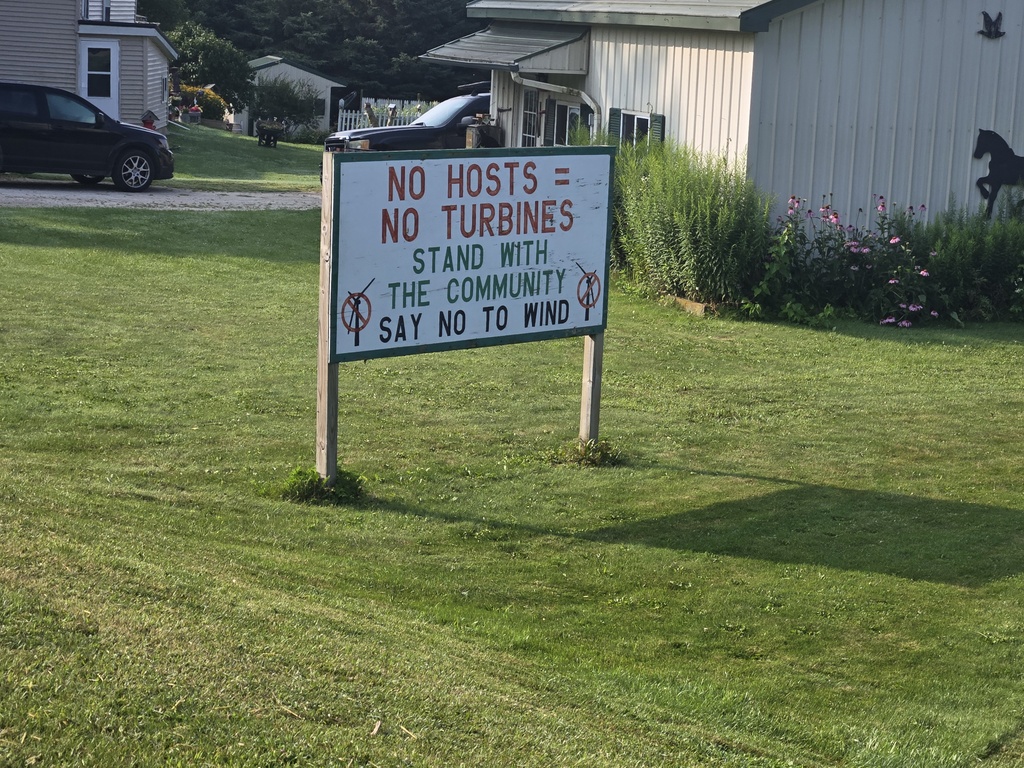 NO HOSTS =
NO TURBINES
STAND WITH
THE COMMUNITY
SAY NO TO WIND